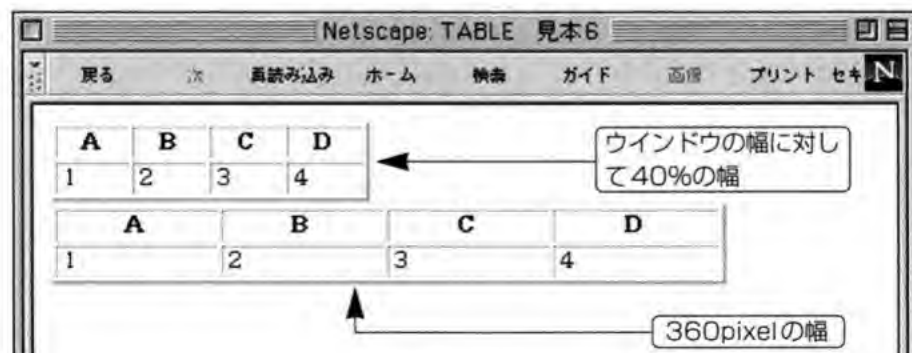 Netscape: TABLE 見本6
戻る 次 再読み込み ホーム 検索 ガイド 画像 プリント セキ N
A B C D
1 2 3 4
ウインドウの幅に対し
て40%の幅
A B C D
1 2 3 4
360pixelの幅